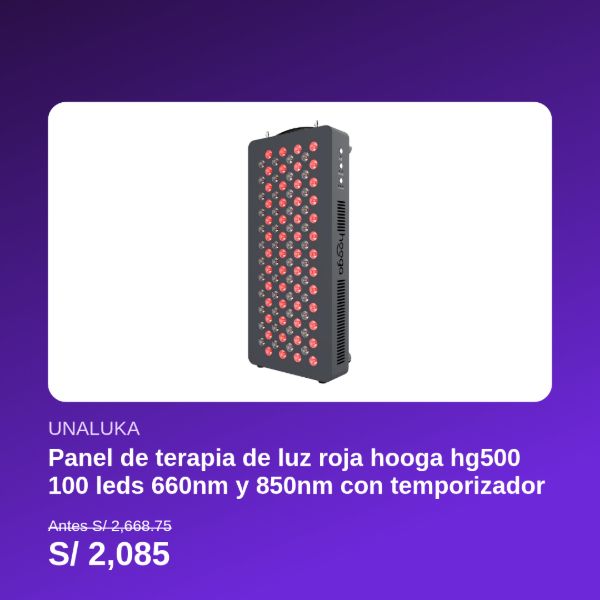 hooga
UNALUKA
Panel de terapia de luz roja hooga hg500
100 leds 660nm y 850nm con temporizador
Antes S/ 2,668.75
S/ 2,085